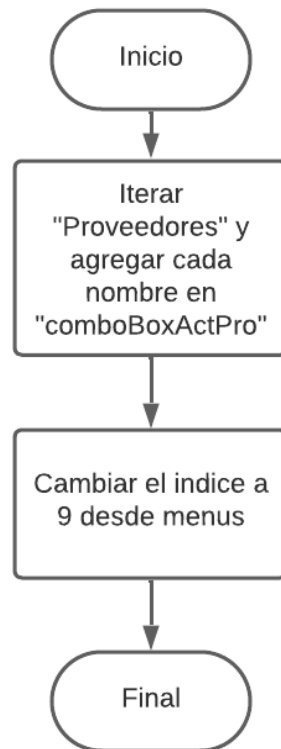 Inicio
Iterar
"Proveedores" y
agregar cada
nombre en
"comboBoxActPro"
Cambiar el indice a
9 desde menus
Final